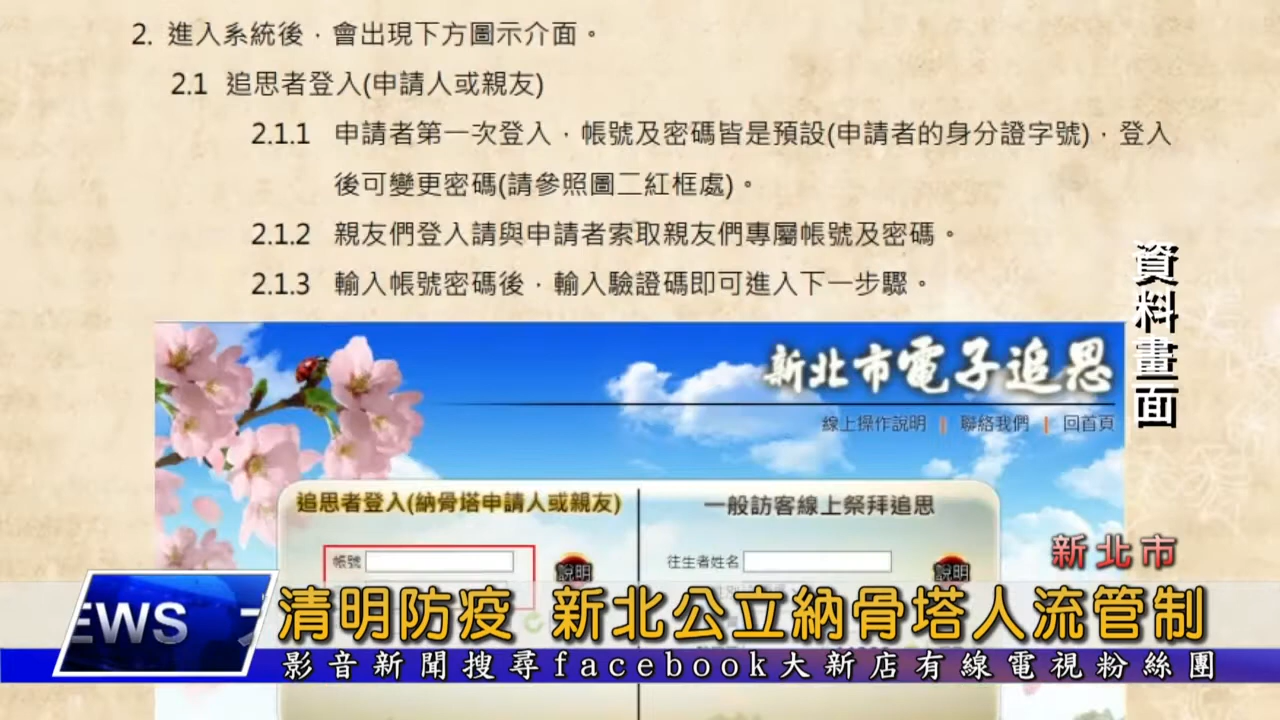 2. 進入系統後，會出現下方圖示介面。
2.1 追思者登入(申請人或親友)
2.1.1 申請者第一次登入，帳號及密碼皆是預設(申請者的身分證字號)，登入
後可變更密碼(請參照圖二紅框處)。
2.1.2 親友們登入請與申請者索取親友們專屬帳號及密碼。
2.1.3 輸入帳號密碼後，輸入驗證碼即可進入下一步驟。
資料畫面
新北市電子追思
線上操作說明 | 聯絡我們 | 回首頁
追思者登入(納骨塔申請人或親友)
一般訪客線上祭拜追思
帳號
說明
往生者姓名
說明
新北市
EWS
清明防疫 新北公立納骨塔人流管制
影音新聞搜尋facebook大新店有線電視粉絲團